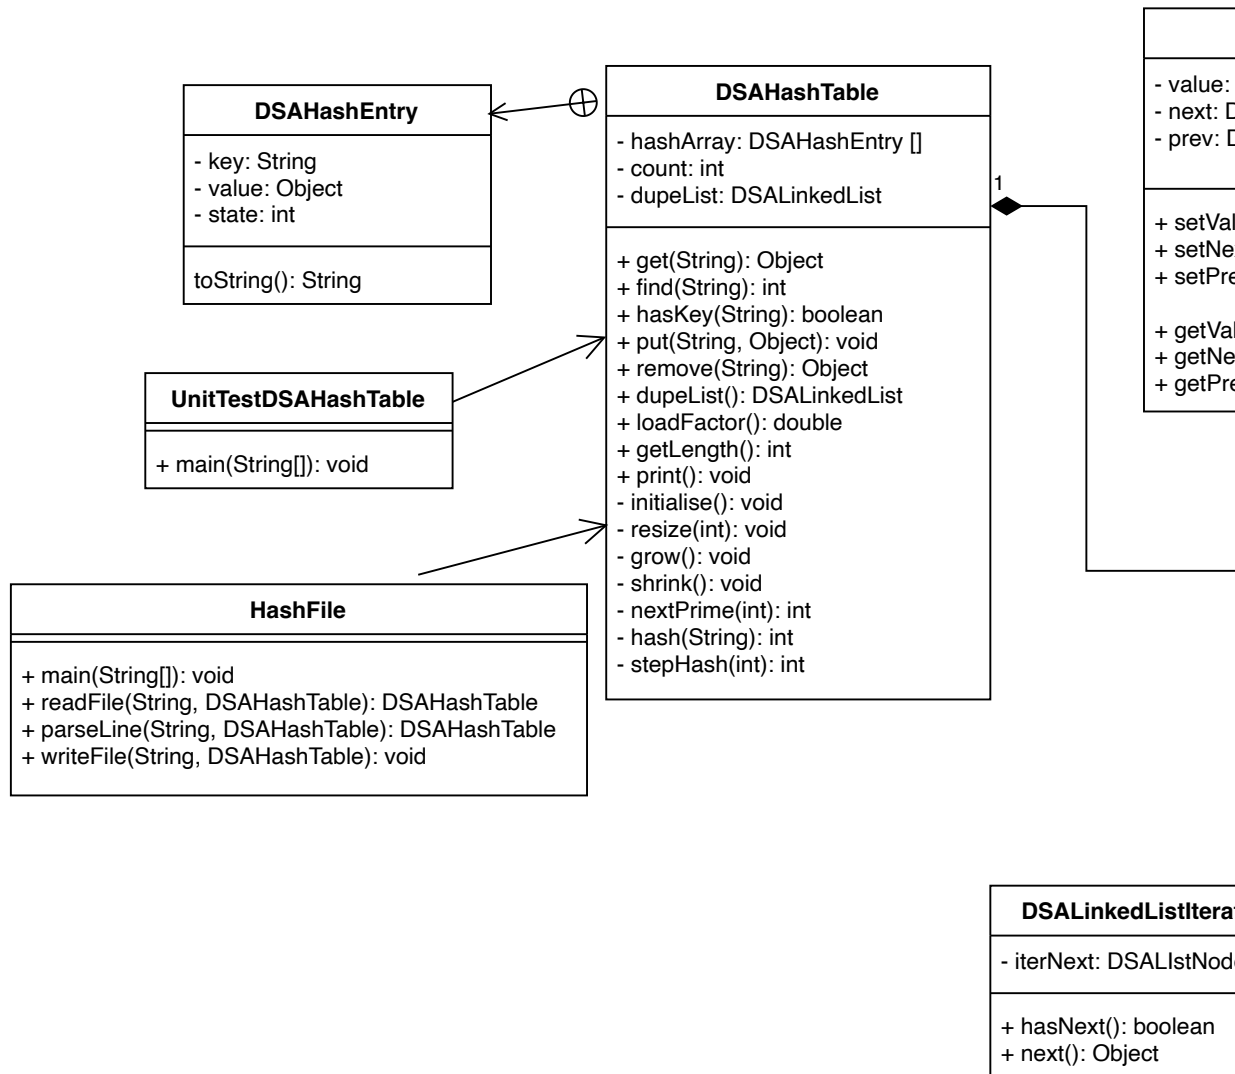 DSAHashEntry
- key: String
- value: Object
- state: int
toString(): String
DSAHashTable
- hashArray: DSAHashEntry []
- count: int
- dupeList: DSALinkedList
+ get(String): Object
+ find(String): int
+ hasKey(String): boolean
+ put(String, Object): void
+ remove(String): Object
+ dupeList(): DSALinkedList
+ loadFactor(): double
+ getLength(): int
+ print(): void
- initialise(): void
- resize(int): void
- grow(): void
- shrink(): void
- nextPrime(int): int
- hash(String): int
- stepHash(int): int
1
- value:
- next:
- prev:
UnitTestDSAHashTable
+ main(String[]): void
HashFile
+ main(String[]): void
+ readFile(String, DSAHashTable): DSAHashTable
+ parseLine(String, DSAHashTable): DSAHashTable
+ writeFile(String, DSAHashTable): void
- iterNext:
+ hasNext(): boolean
+ next(): Object